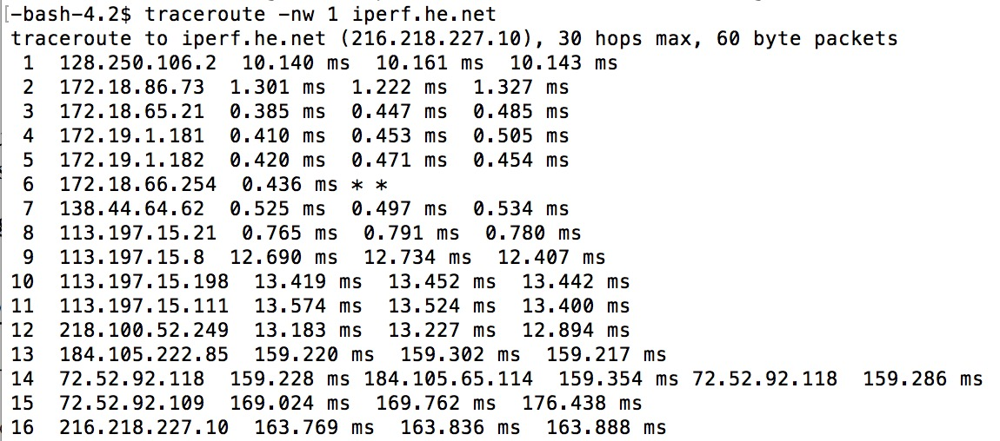 [-bash-4.2$ traceroute -nw 1 iperf.he.net
traceroute to iperf.he.net (216.218.227.10), 30 hops max, 60 byte packets
1 128.250.106.2 10.140 ms 10.161 ms 10.143 ms
2 172.18.86.73 1.301 ms 1.222 ms 1.327 ms
3 172.18.65.21 0.385 ms 0.447 ms 0.485 ms
4 172.19.1.181 0.410 ms 0.453 ms 0.505 ms
5 172.19.1.182 0.420 ms 0.471 ms 0.454 ms
6 172.18.66.254 0.436 ms * *
7 138.44.64.62 0.525 ms 0.497 ms 0.534 ms
8 113.197.15.21 0.765 ms 0.791 ms 0.780 ms
9 113.197.15.8 12.690 ms 12.734 ms 12.407 ms
10 113.197.15.198 13.419 ms 13.452 ms 13.442 ms
11 113.197.15.111 13.574 ms 13.524 ms 13.400 ms
12 218.100.52.249 13.183 ms 13.227 ms 12.894 ms
13 184.105.222.85 159.220 ms 159.302 ms 159.217 ms
14 72.52.92.118 159.228 ms 184.105.65.114 159.354 ms 72.52.92.118 159.286 ms
15 72.52.92.109 169.024 ms 169.762 ms 176.438 ms
16 216.218.227.10 163.769 ms 163.836 ms 163.888 ms